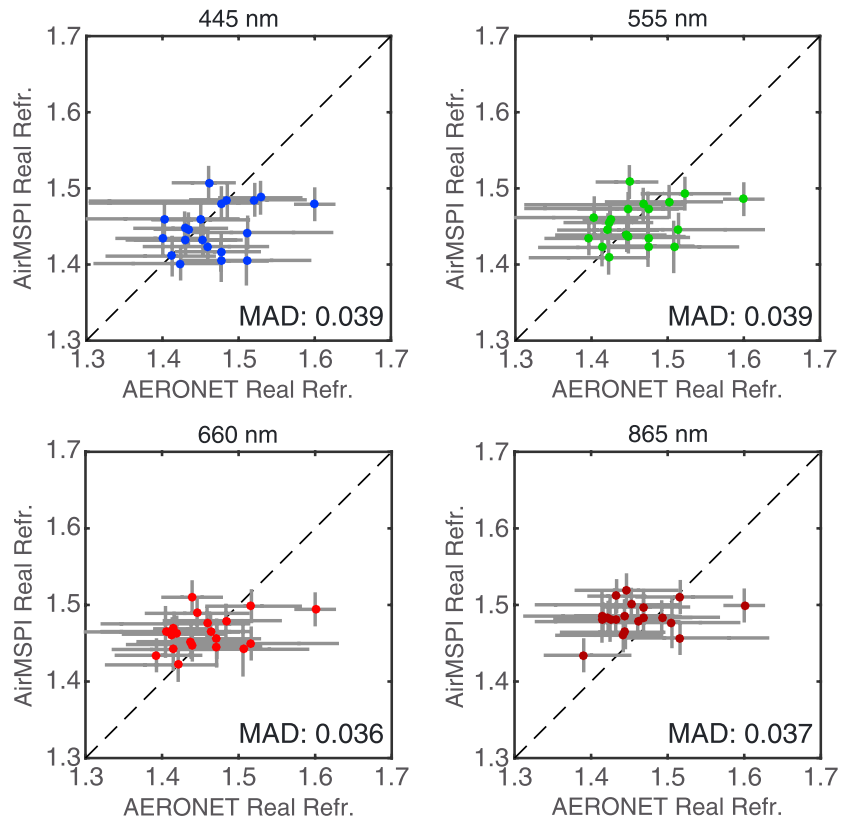 445 nm
1.7
1.6
1.5
1.4
1.3
AirMSPI Real Refr.
MAD: 0.039
1.3 1.4 1.5 1.6 1.7
AERONET Real Refr.
555 nm
1.7
1.6
1.5
1.4
1.3
AirMSPI Real Refr.
MAD: 0.039
1.3 1.4 1.5 1.6 1.7
AERONET Real Refr.
660 nm
1.7
1.6
1.5
1.4
1.3
AirMSPI Real Refr.
MAD: 0.036
1.3 1.4 1.5 1.6 1.7
AERONET Real Refr.
865 nm
1.7
1.6
1.5
1.4
1.3
AirMSPI Real Refr.
MAD: 0.037
1.3 1.4 1.5 1.6 1.7
AERONET Real Refr.